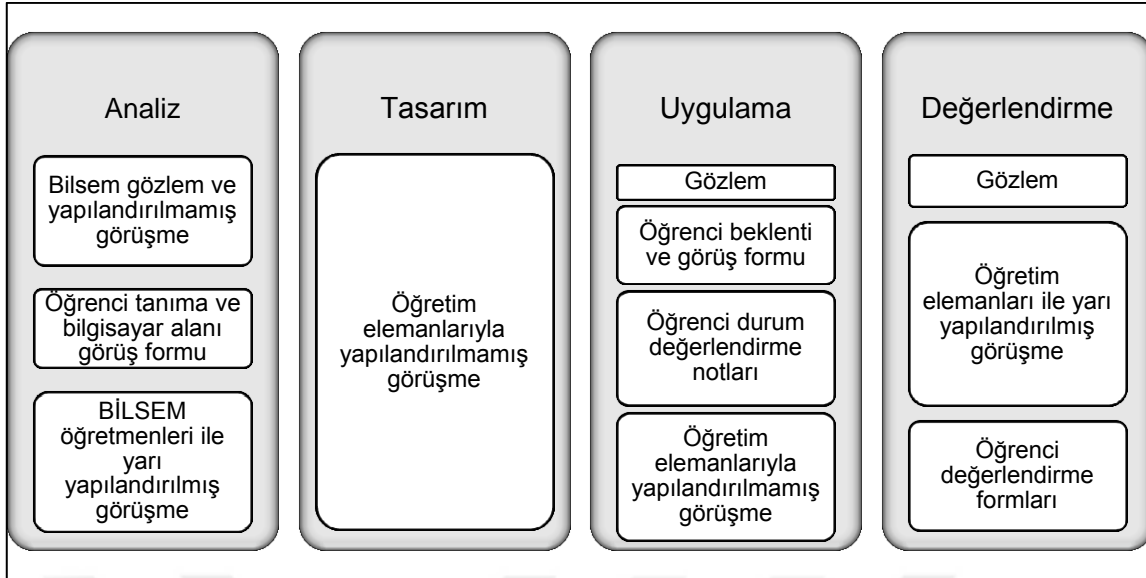 Analiz
Bilsem gözlem ve
yapılandırılmamış
görüşme
Öğrenci tanıma ve
bilgisayar alanı
görüş formu
BİLSEM
öğretmenleri ile
yarı
yapılandırılmış
görüşme
Tasarım
Öğretim
elemanlarıyla
yapılandırılmamış
görüşme
Uygulama
Gözlem
Öğrenci beklenti
ve görüş formu
Öğrenci durum
değerlendirme
notları
Öğretim
elemanlarıyla
yapılandırılmamış
görüşme
Değerlendirme
Gözlem
Öğretim
elemanları ile yarı
yapılandırılmış
görüşme
Öğrenci
değerlendirme
formları